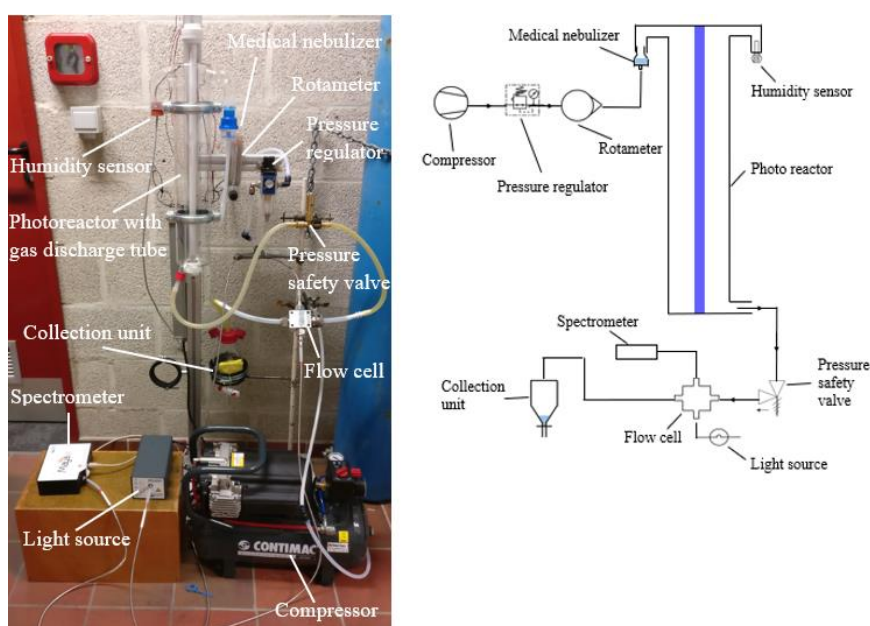 Medical nebulizer
Rotameter
Pressure
regulator
Humidity sensor
Photoreactor with
gas discharge tube
Pressure
safety valve
Collection unit
Flow cell
Spectrometer
Light source
CONTIMAC
Compressor
Medical nebulizer
Humidity sensor
Compressor
Rotameter
Pressure regulator
Photo reactor
Spectrometer
Collection
unit
Pressure
safety
valve
Flow cell
Light source